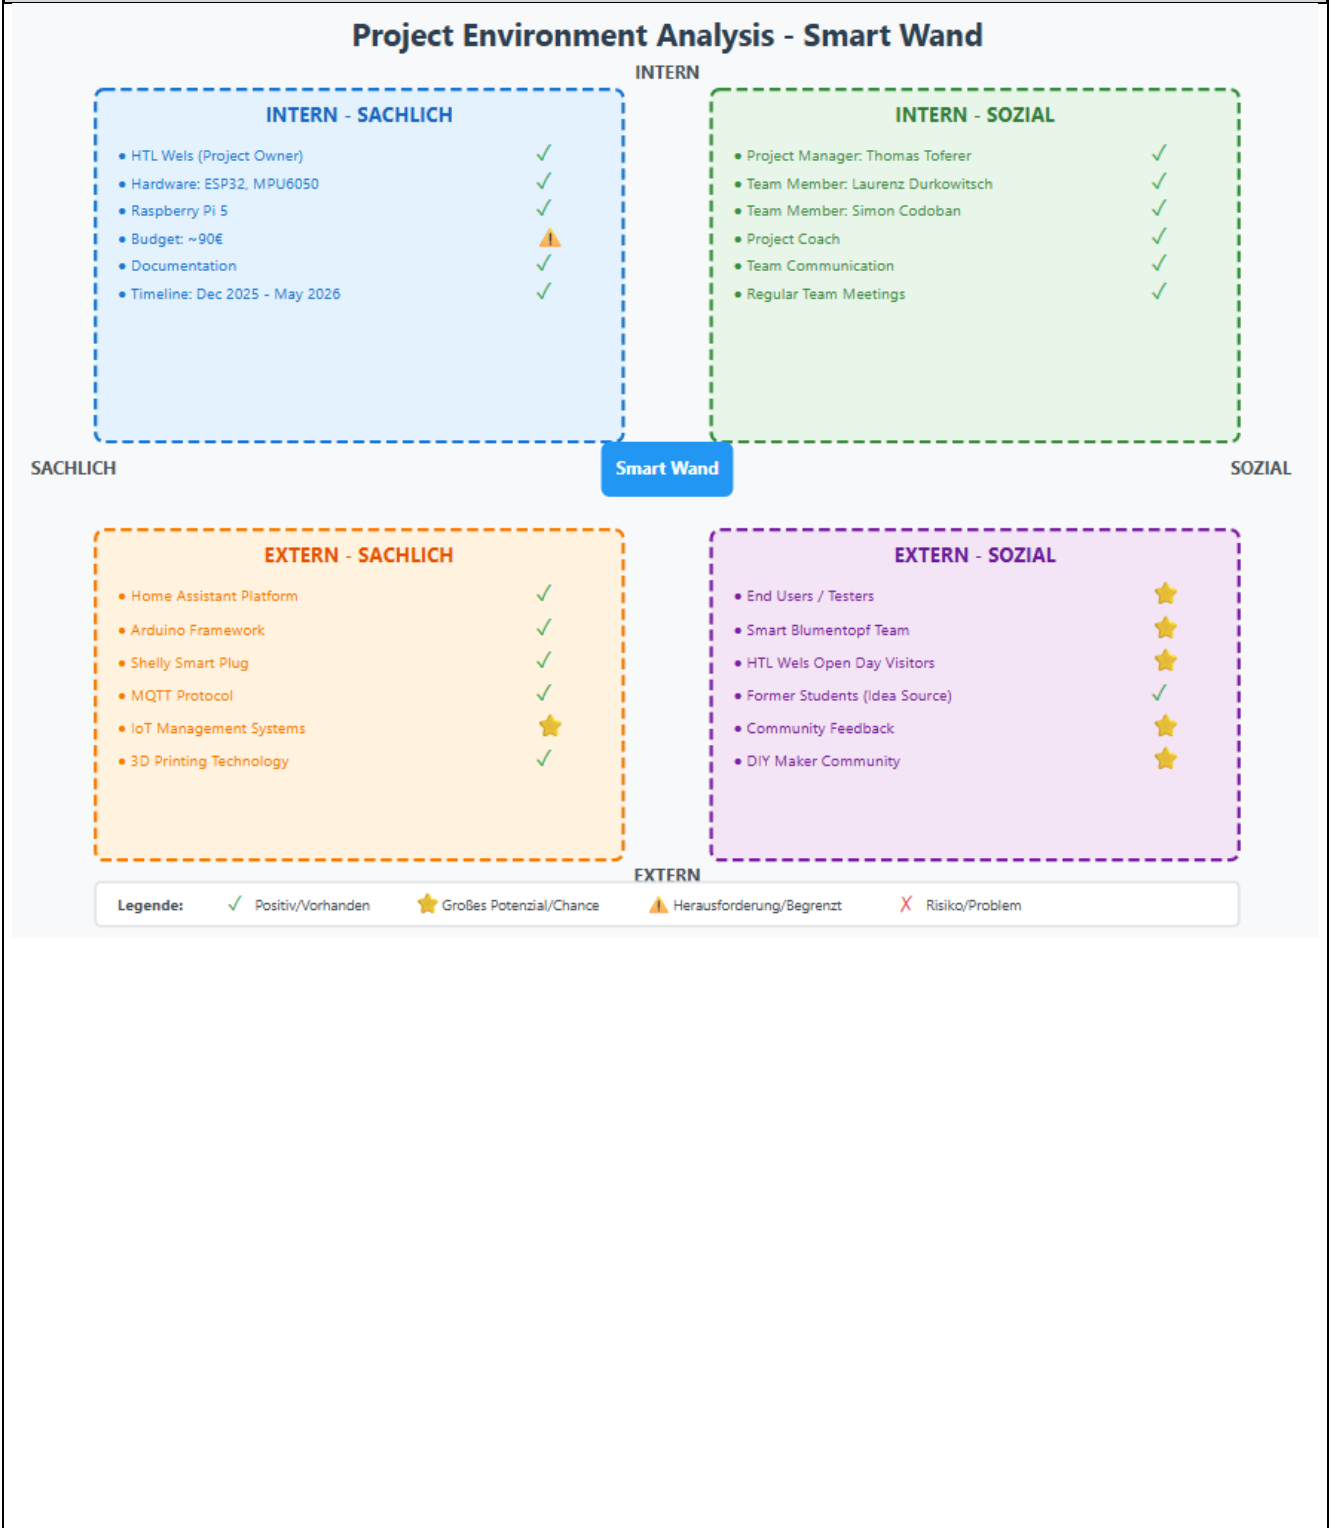 Project Environment Analysis - Smart Wand
INTERN
INTERN - SACHLICH
• HTL Wels (Project Owner) ✓
• Hardware: ESP32, MPU6050 ✓
• Raspberry Pi 5 ✓
• Budget: ~90€ ⚠
• Documentation ✓
• Timeline: Dec 2025 - May 2026 ✓
INTERN - SOZIAL
• Project Manager: Thomas Toferer ✓
• Team Member: Laurenz Durkowitsch ✓
• Team Member: Simon Codoban ✓
• Project Coach ✓
• Team Communication ✓
• Regular Team Meetings ✓
SACHLICH
Smart Wand
SOZIAL
EXTERN - SACHLICH
• Home Assistant Platform ✓
• Arduino Framework ✓
• Shelly Smart Plug ✓
• MQTT Protocol ✓
• IoT Management Systems ⭐
• 3D Printing Technology ✓
EXTERN - SOZIAL
• End Users / Testers ⭐
• Smart Blumentopf Team ⭐
• HTL Wels Open Day Visitors ⭐
• Former Students (Idea Source) ✓
• Community Feedback ⭐
• DIY Maker Community ⭐
EXTERN
Legende: ✓ Positiv/Vorhanden ⭐ Großes Potenzial/Chance ⚠ Herausforderung/Begrenzt ✗ Risiko/Problem